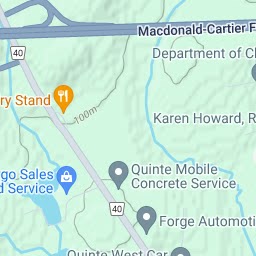 Macdonald-Cartier F
40
Department of C
ry Stand
100m
Karen Howard, R
rgo Sales
d Service
Quinte Mobile
Concrete Service
40
Forge Automoti
Quinte West Car